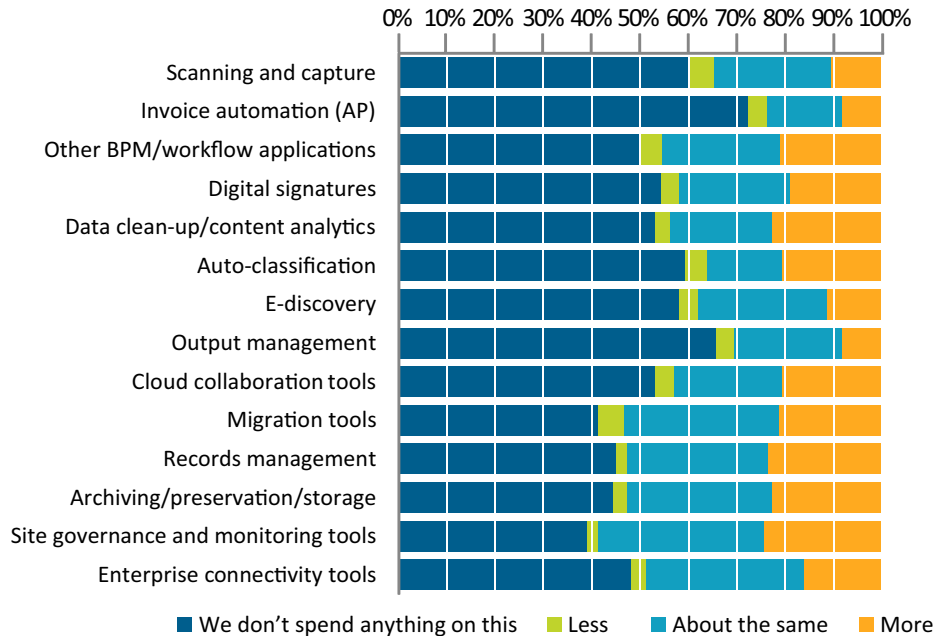 0% 10% 20% 30% 40% 50% 60% 70% 80% 90% 100%
Scanning and capture
Invoice automation (AP)
Other BPM/workflow applications
Digital signatures
Data clean-up/content analytics
Auto-classification
E-discovery
Output management
Cloud collaboration tools
Migration tools
Records management
Archiving/preservation/storage
Site governance and monitoring tools
Enterprise connectivity tools
We don't spend anything on this Less About the same More